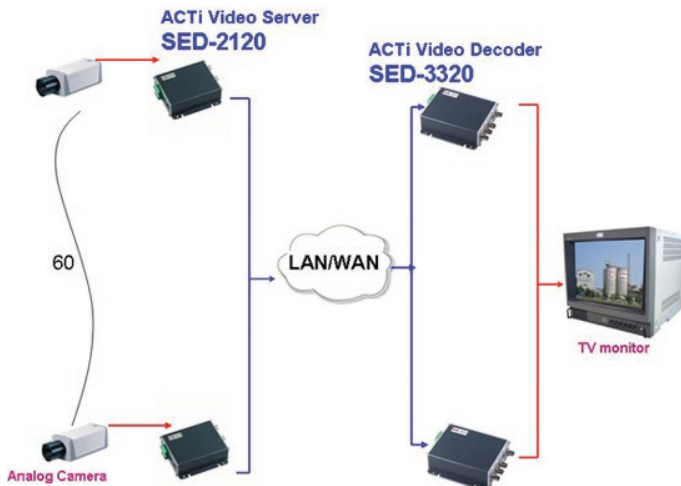 ACTi Video Server
SED-2120
ACTi Video Decoder
SED-3320
60
LAN/WAN
TV monitor
Analog Camera